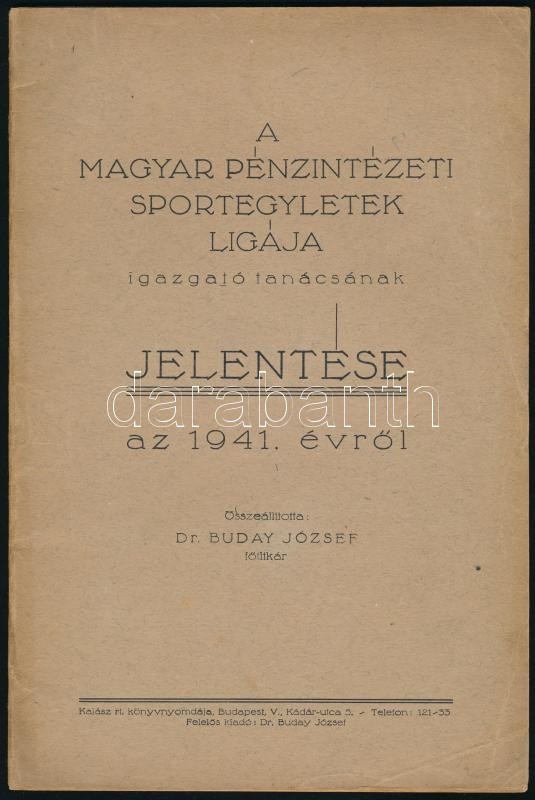 A
MAGYAR PÉNZINTÉZETI
SPORTEGYLETEK
LIGÁJA
igazgató tanácsának
JELENTÉSE
darabanth
az 1941. évről
Összeállitotta:
Dr. BUDAY JÓZSEF
főtitkár
Kalász rt. könyvnyomdája, Budapest, V., Kádár-utca 5. - Telefon: 121-33
Felelős kiadó: Dr. Buday József